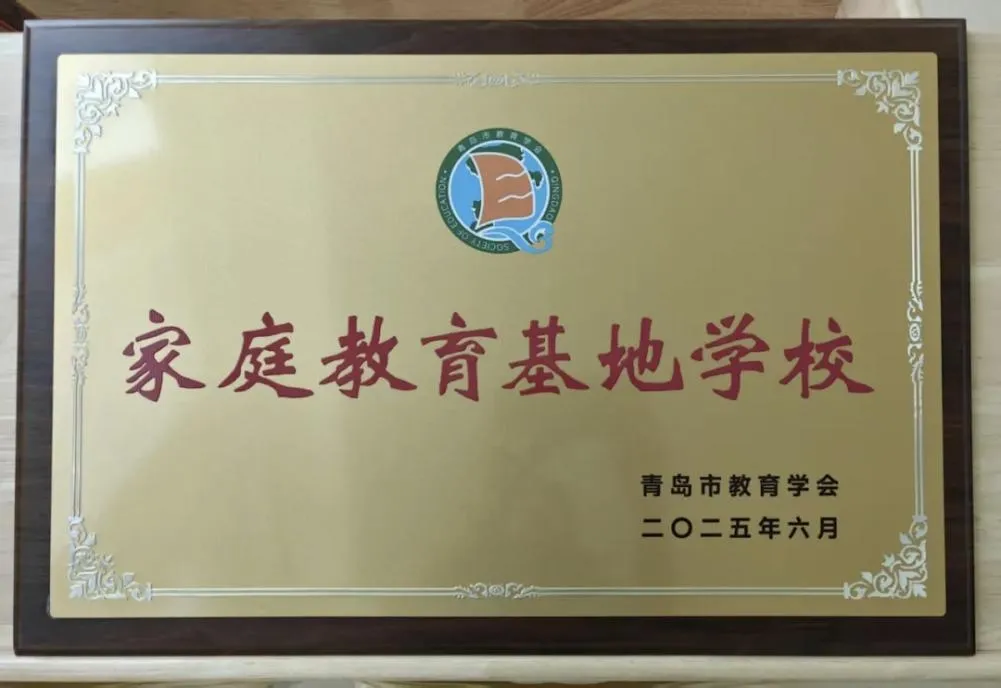 青岛市教育学会
QINGDAO SOCIETY OF EDUCATION
家庭教育基地学校
青岛市教育学会
二〇二五年六月